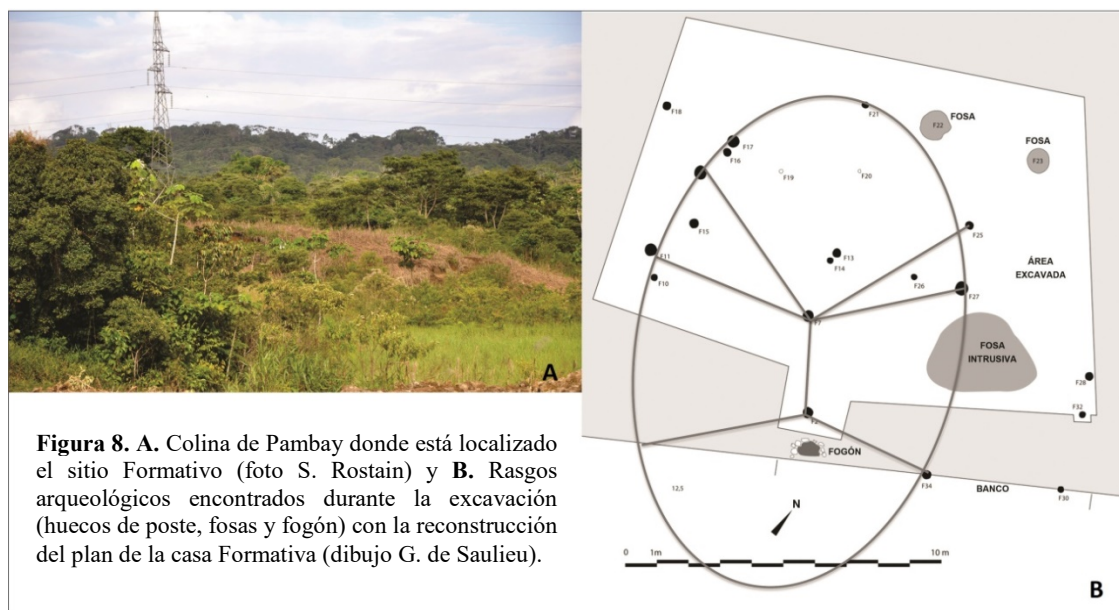 A
Figura 8. A. Colina de Pambay donde está localizado
el sitio Formativo (foto S. Rostain) y B. Rasgos
arqueológicos encontrados durante la excavación
(huecos de poste, fosas y fogón) con la reconstrucción
del plan de la casa Formativa (dibujo G. de Saulieu).
F18
F21
F22
FOSA
FOSA
F17
F16
F23
F19
F20
F15
F25
F13
F14
ÁREA
EXCAVADA
F11
F10
F26
F27
F7
FOSA
INTRUSIVA
F28
F32
FOGÓN
12,5
F34
BANCO
F30
N
0 1m 10 m
B